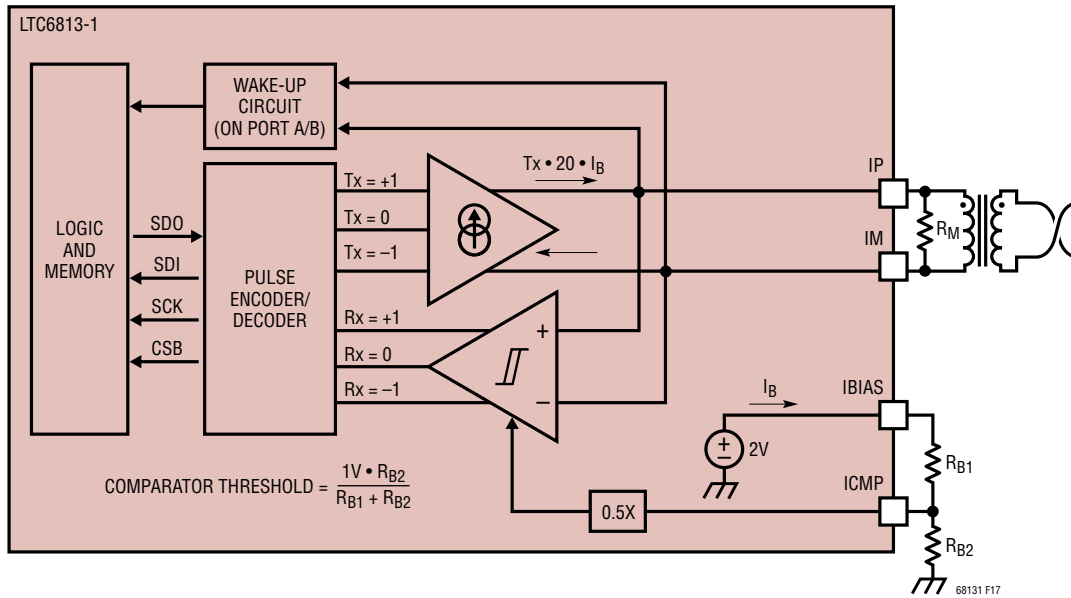 LTC6813-1
WAKE-UP
CIRCUIT
(ON PORT A/B)
LOGIC
AND
MEMORY
SDO
SDI
SCK
CSB
PULSE
ENCODER/
DECODER
Tx = +1
Tx = 0
Tx = –1
Rx = +1
Rx = 0
Rx = –1
Tx • 20 • IB
+
–
IP
IM
RM
IBIAS
IB
+
–
2V
ICMP
0.5X
RB1
RB2
COMPARATOR THRESHOLD = 1V • RB2
RB1 + RB2
68131 F17